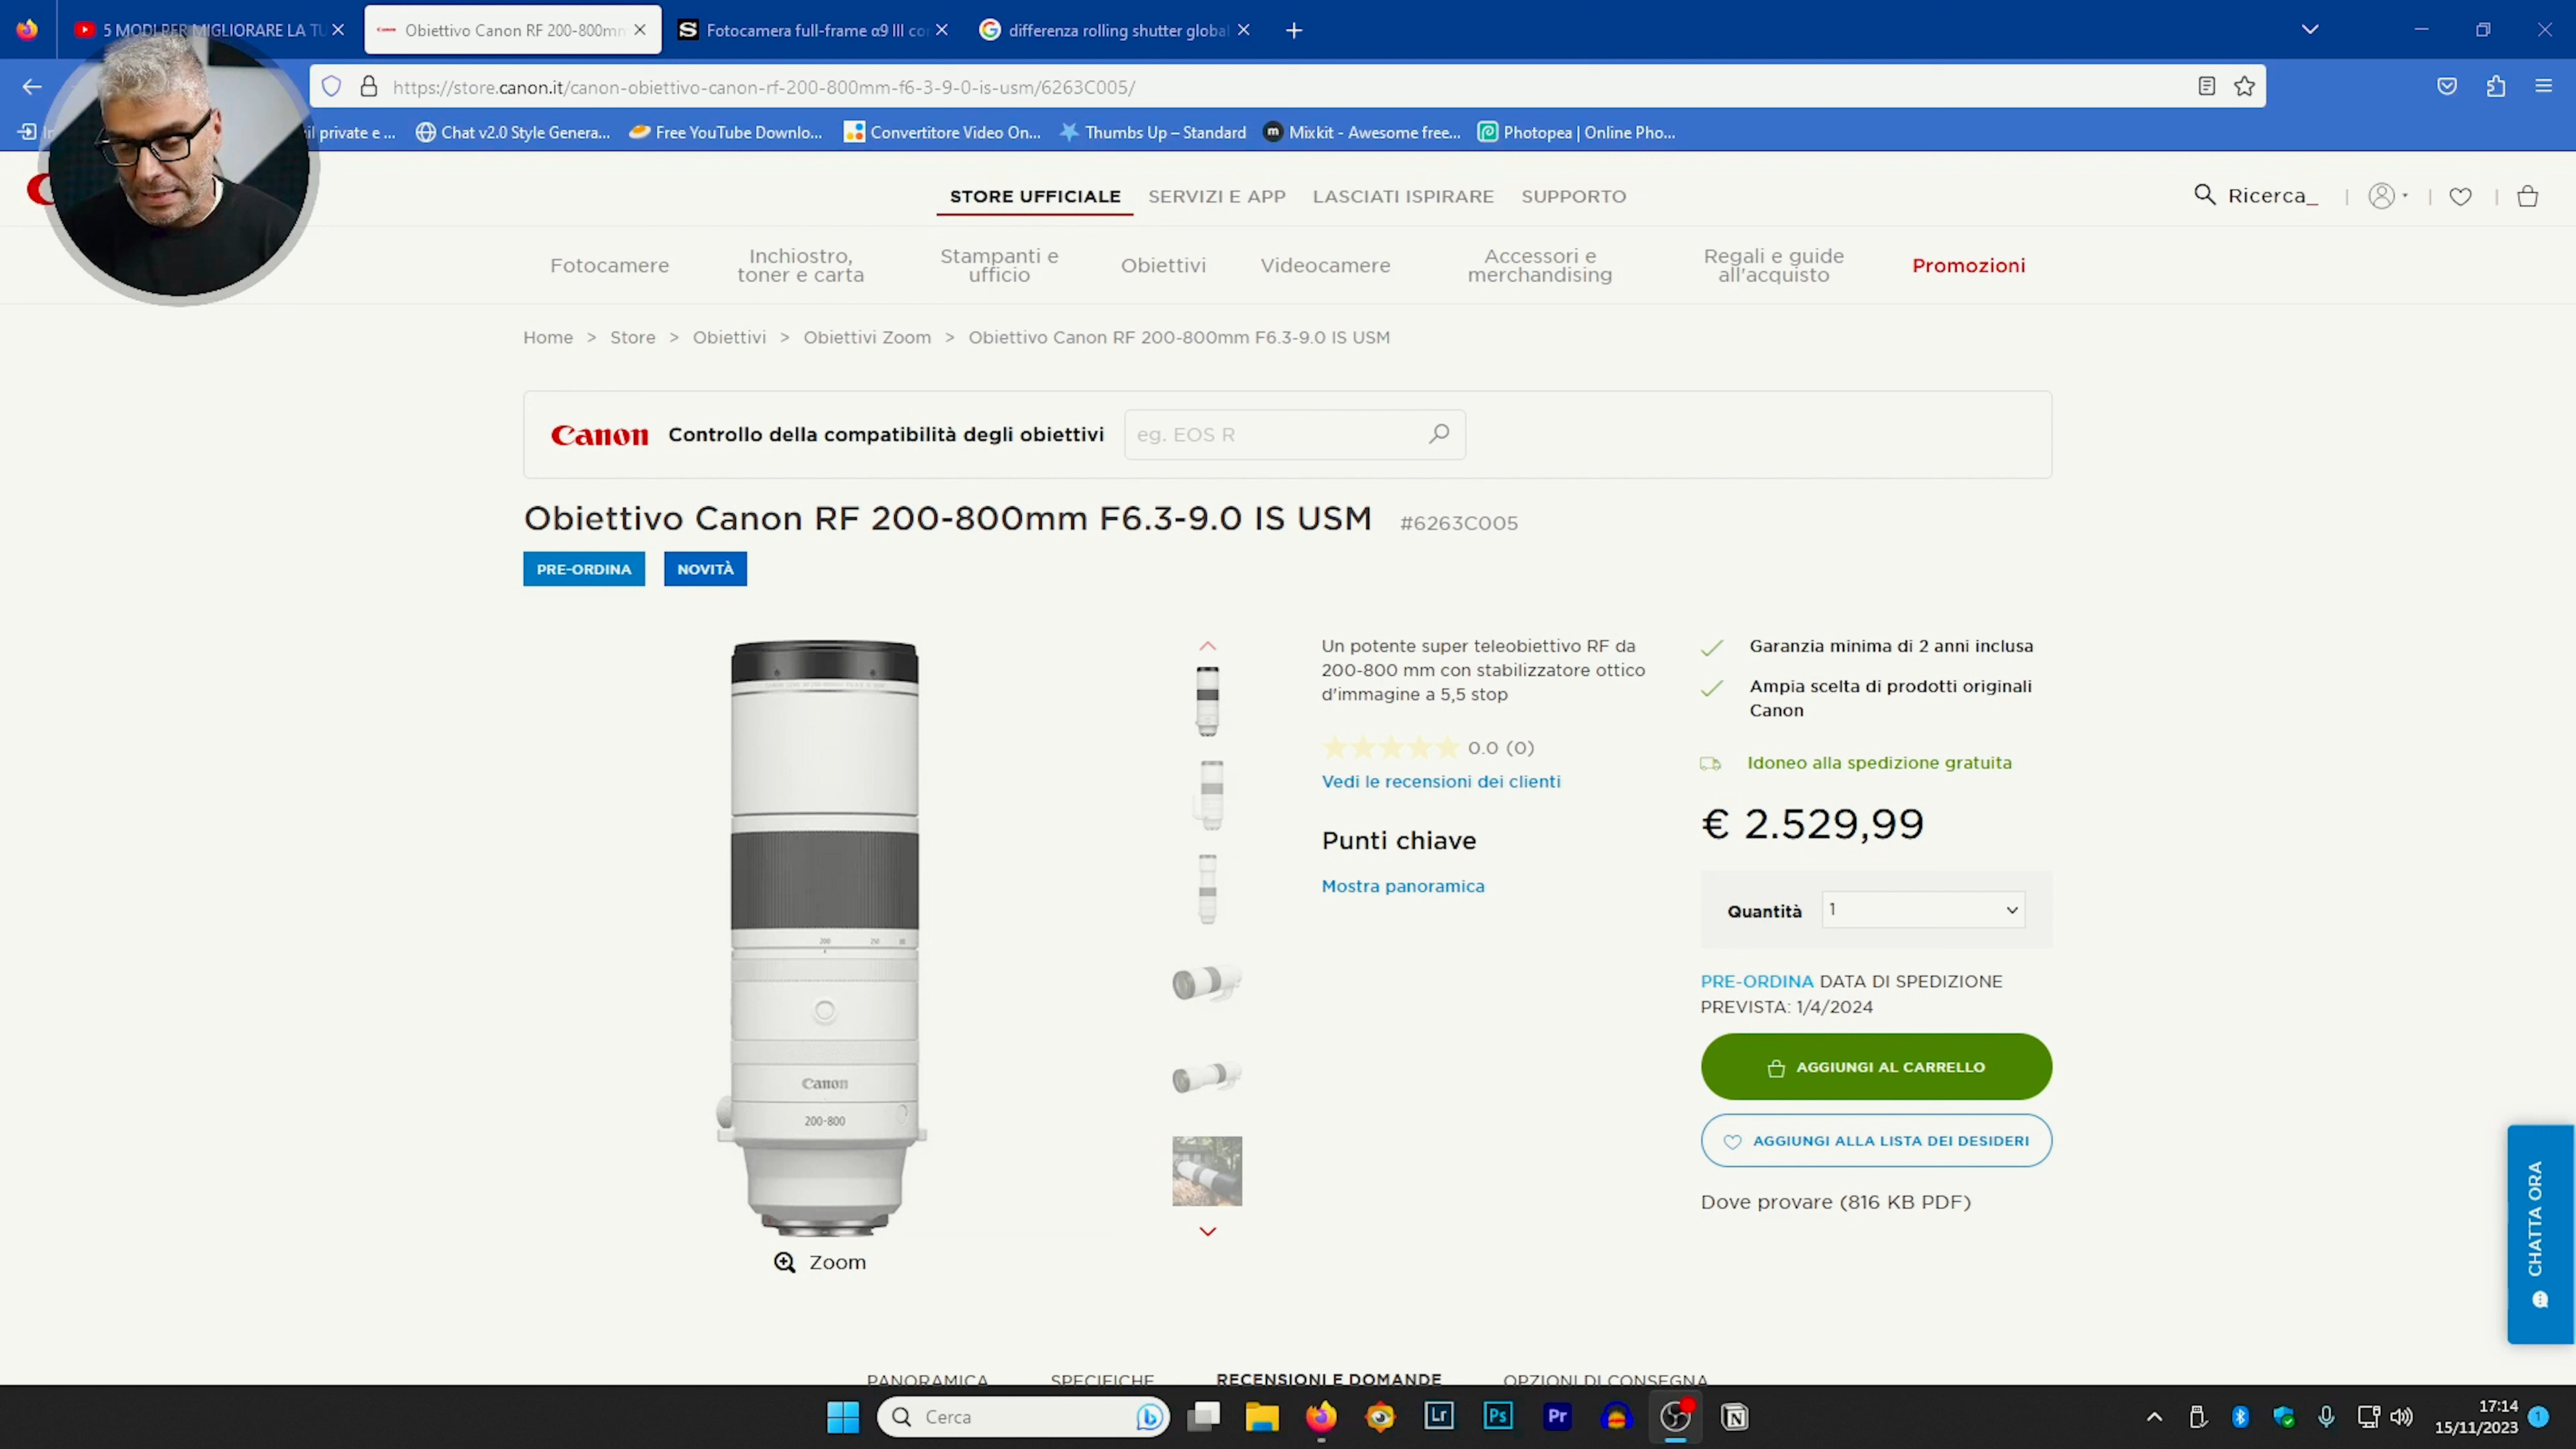 5 MODI PER MIGLIORARE LA TU
Obiettivo Canon RF 200-800mm
Fotocamera full-frame α9 III co
differenza rolling shutter global
https://store.canon.it/canon-obiettivo-canon-rf-200-800mm-f6-3-9-0-is-usm/6263C005/
il private e ...
Chat v2.0 Style Genera...
Free YouTube Downlo...
Convertitore Video On...
Thumbs Up – Standard
Mixkit - Awesome free...
Photopea | Online Pho...
STORE UFFICIALE
SERVIZI E APP
LASCIATI ISPIRARE
SUPPORTO
Ricerca_
Fotocamere
Inchiostro,
toner e carta
Stampanti e
ufficio
Obiettivi
Videocamere
Accessori e
merchandising
Regali e guide
all'acquisto
Promozioni
Home > Store > Obiettivi > Obiettivi Zoom > Obiettivo Canon RF 200-800mm F6.3-9.0 IS USM
Canon Controllo della compatibilità degli obiettivi eg. EOS R
Obiettivo Canon RF 200-800mm F6.3-9.0 IS USM #6263C005
PRE-ORDINA
NOVITÀ
200 250
Canon
200-800
Zoom
Un potente super teleobiettivo RF da
200-800 mm con stabilizzatore ottico
d'immagine a 5,5 stop
0.0 (0)
Vedi le recensioni dei clienti
Punti chiave
Mostra panoramica
Garanzia minima di 2 anni inclusa
Ampia scelta di prodotti originali
Canon
Idoneo alla spedizione gratuita
€ 2.529,99
Quantità 1
PRE-ORDINA DATA DI SPEDIZIONE
PREVISTA: 1/4/2024
AGGIUNGI AL CARRELLO
AGGIUNGI ALLA LISTA DEI DESIDERI
Dove provare (816 KB PDF)
CHATTA ORA
PANORAMICA
SPECIFICHE
RECENSIONI E DOMANDE
OPZIONI DI CONSEGNA
Cerca
Lr
Ps
Pr
17:14
15/11/2023
1